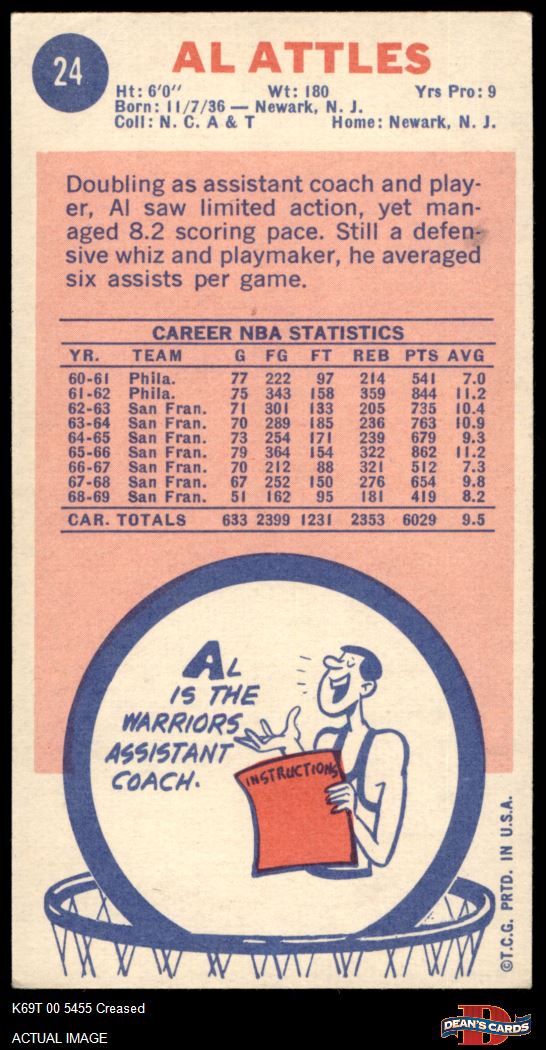 24
AL ATTLES
Ht: 6'0" Wt: 180 Yrs Pro: 9
Born: 11/7/36 — Newark, N. J.
Coll: N. C. A & T Home: Newark, N. J.
Doubling as assistant coach and play-
er, Al saw limited action, yet man-
aged 8.2 scoring pace. Still a defen-
sive whiz and playmaker, he averaged
six assists per game.
CAREER NBA STATISTICS
YR. TEAM G FG FT REB PTS AVG
60-61 Phila. 77 222 97 214 541 7.0
61-62 Phila. 75 343 158 359 844 11.2
62-63 San Fran. 71 301 133 205 735 10.4
63-64 San Fran. 70 289 185 236 763 10.9
64-65 San Fran. 73 254 171 239 679 9.3
65-66 San Fran. 79 364 154 322 862 11.2
66-67 San Fran. 70 212 88 321 512 7.3
67-68 San Fran. 67 252 150 276 654 9.8
68-69 San Fran. 51 162 95 181 419 8.2
CAR. TOTALS 633 2399 1231 2353 6029 9.5
AL
IS THE
WARRIORS
ASSISTANT
COACH.
INSTRUCTIONS
©T.C.G. PRTD. IN U.S.A.
K69T 00 5455 Creased
ACTUAL IMAGE
D
DEAN'S CARDS